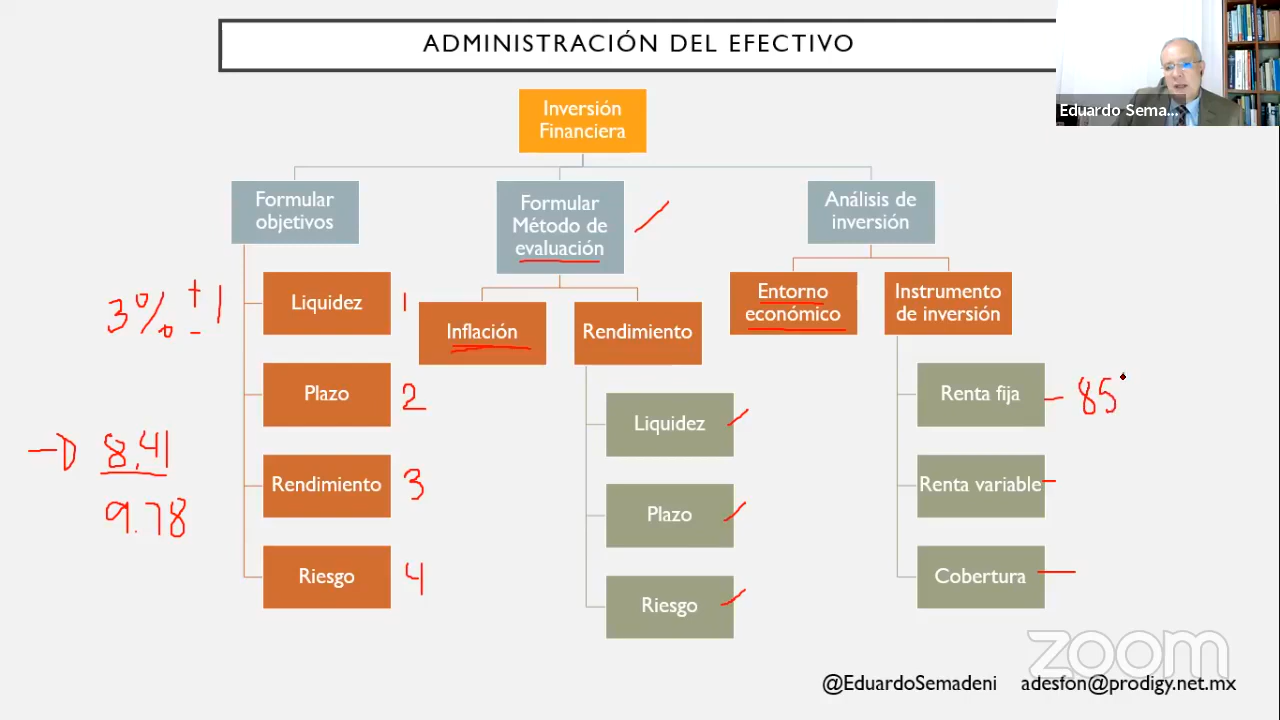 ADMINISTRACIÓN DEL EFECTIVO
Eduardo Sema...
Inversión
Financiera
Formular
objetivos
Formular
Método de
evaluación
Análisis de
inversión
3% ± 1
Liquidez
1
Plazo
2
8.41
9.78
Rendimiento
3
Riesgo
4
Inflación
Rendimiento
Liquidez
Plazo
Riesgo
Entorno
económico
Instrumento
de inversión
Renta fija
85
Renta variable
Cobertura
zoom
@EduardoSemadeni adesfon@prodigy.net.mx